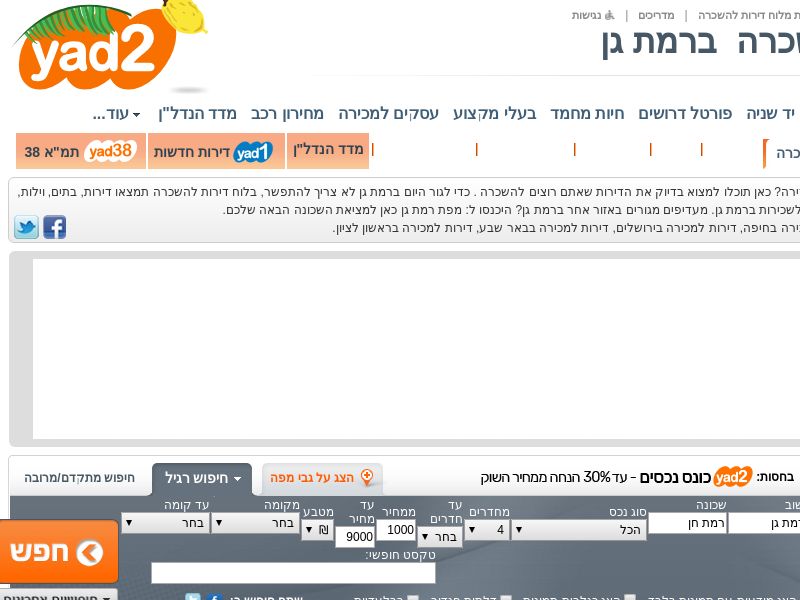 ת מלוח דירות להשכרה | מדריכים | נגישות
yad2
שכרה ברמת גן
יד שניה פורטל דרושים חיות מחמד בעלי מקצוע עסקים למכירה מחירון רכב מדד הנדל"ן עוד...
כרה מדד הנדל"ן yad1 דירות חדשות yad38 תמ"א 38
ירה? כאן תוכלו למצוא בדיוק את הדירות שאתם רוצים להשכרה . כדי לגור היום ברמת גן לא צריך להתפשר, בלוח דירות להשכרה תמצאו דירות, בתים, וילות,
לשכירות ברמת גן. מעדיפים מגורים באזור אחר ברמת גן? היכנסו ל: מפת רמת גן כאן למציאת השכונה הבאה שלכם.
ירה בחיפה, דירות למכירה בירושלים, דירות למכירה בבאר שבע, דירות למכירה בראשון לציון.
בחסות: yad2 כונס נכסים - עד 30% הנחה ממחיר השוק הצג על גבי מפה חיפוש רגיל חיפוש מתקדם/מרובה
שוב שכונה סוג נכס מחדרים עד חדרים ממחיר עד מחיר מטבע מקומה עד קומה
רמת גן רמת חן הכל 4 בחר 1000 9000 ₪ בחר בחר
חפש
טקסט חופשי: